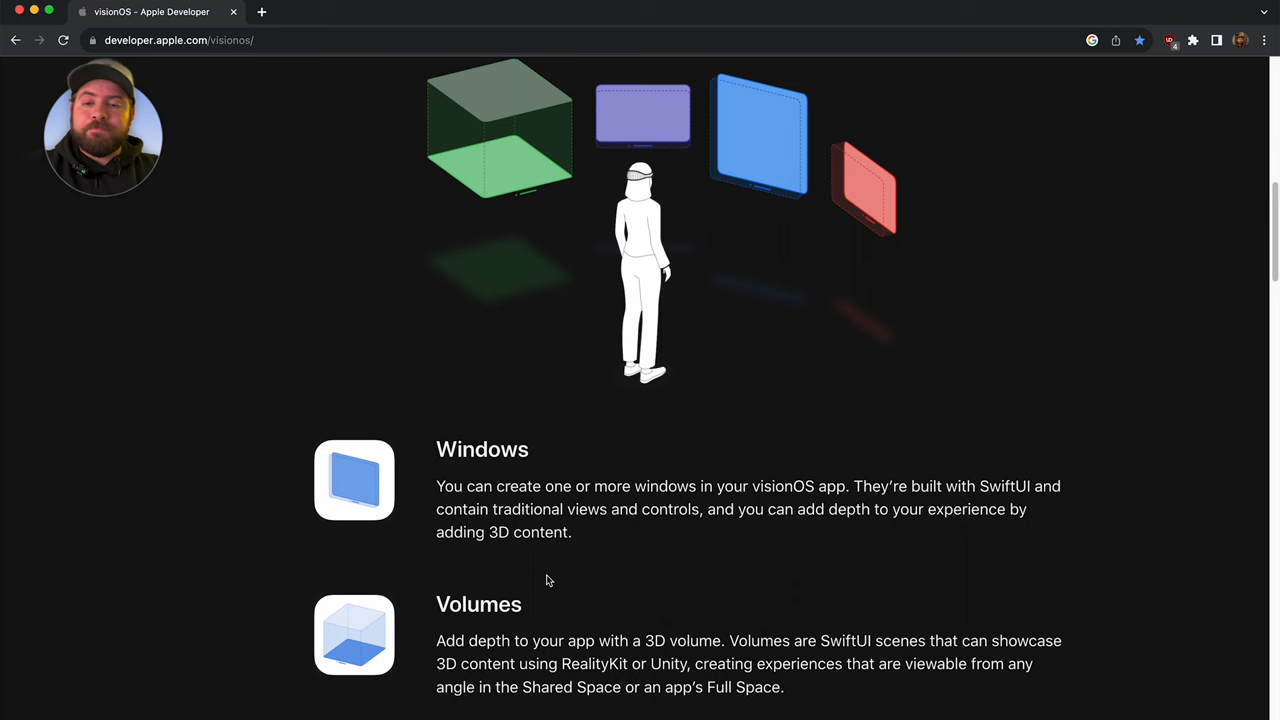 visionOS - Apple Developer
developer.apple.com/visionos/
4
Windows
You can create one or more windows in your visionOS app. They’re built with SwiftUI and
contain traditional views and controls, and you can add depth to your experience by
adding 3D content.
Volumes
Add depth to your app with a 3D volume. Volumes are SwiftUI scenes that can showcase
3D content using RealityKit or Unity, creating experiences that are viewable from any
angle in the Shared Space or an app’s Full Space.